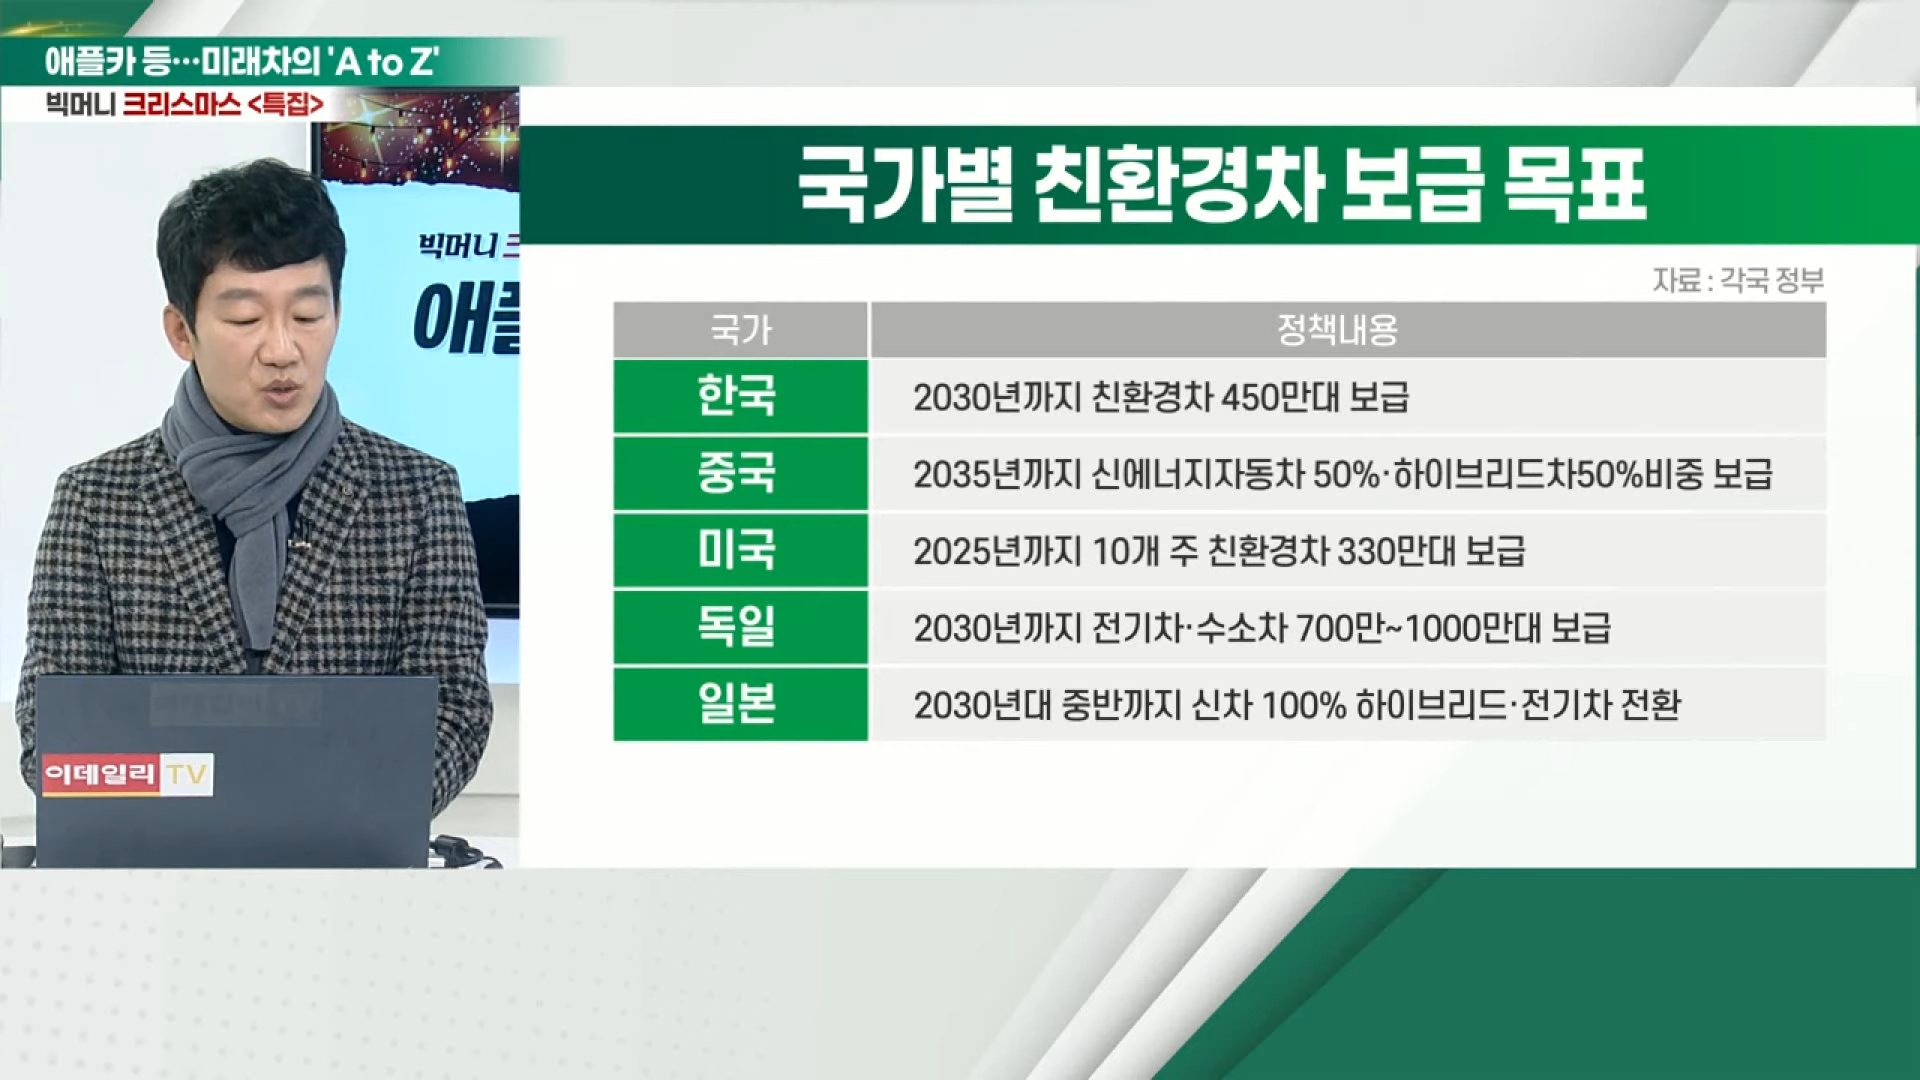 애플카 등…미래차의 'A to Z'
빅머니 크리스마스 <특집>
빅머니
애플
이데일리 TV
국가별 친환경차 보급 목표
자료 : 각국 정부
국가 정책내용
한국 2030년까지 친환경차 450만대 보급
중국 2035년까지 신에너지자동차 50%·하이브리드차50%비중 보급
미국 2025년까지 10개 주 친환경차 330만대 보급
독일 2030년까지 전기차·수소차 700만~1000만대 보급
일본 2030년대 중반까지 신차 100% 하이브리드·전기차 전환